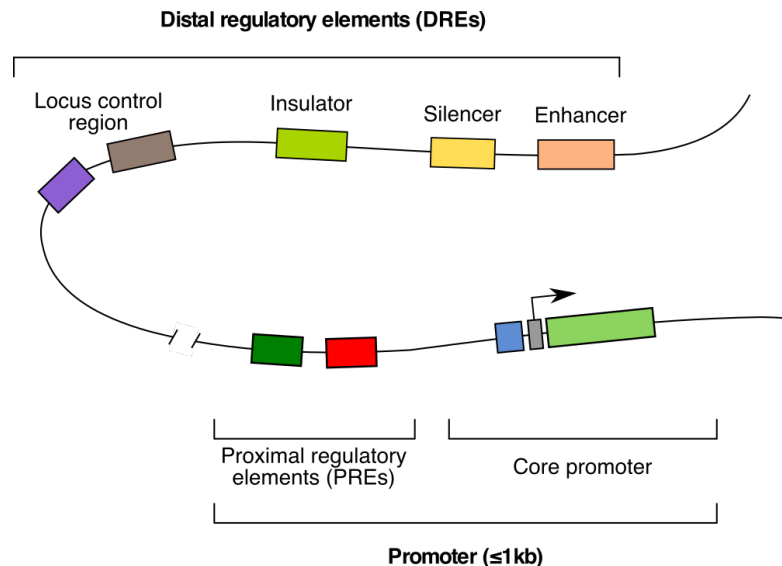 Distal regulatory elements (DREs)
Locus control
region
Insulator
Silencer
Enhancer
Proximal regulatory
elements (PREs)
Core promoter
Promoter (≤1kb)